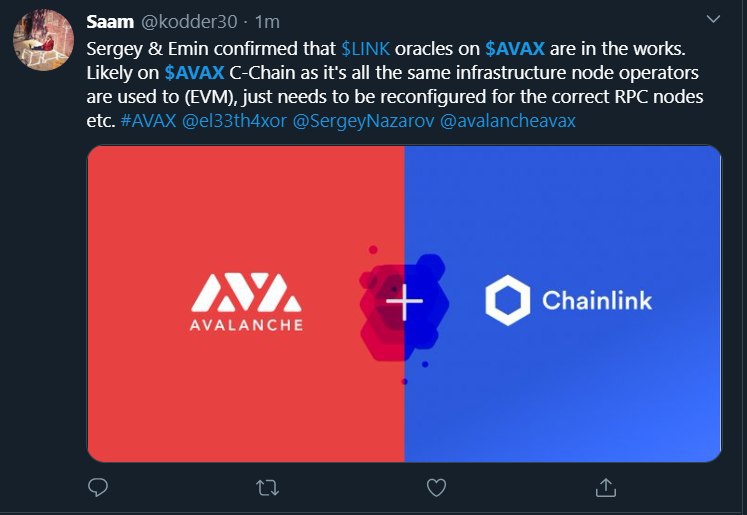 Saam @kodder30 · 1m
Sergey & Emin confirmed that $LINK oracles on $AVAX are in the works.
Likely on $AVAX C-Chain as it's all the same infrastructure node operators
are used to (EVM), just needs to be reconfigured for the correct RPC nodes
etc. #AVAX @el33th4xor @SergeyNazarov @avalancheavax
AVALANCHE
Chainlink